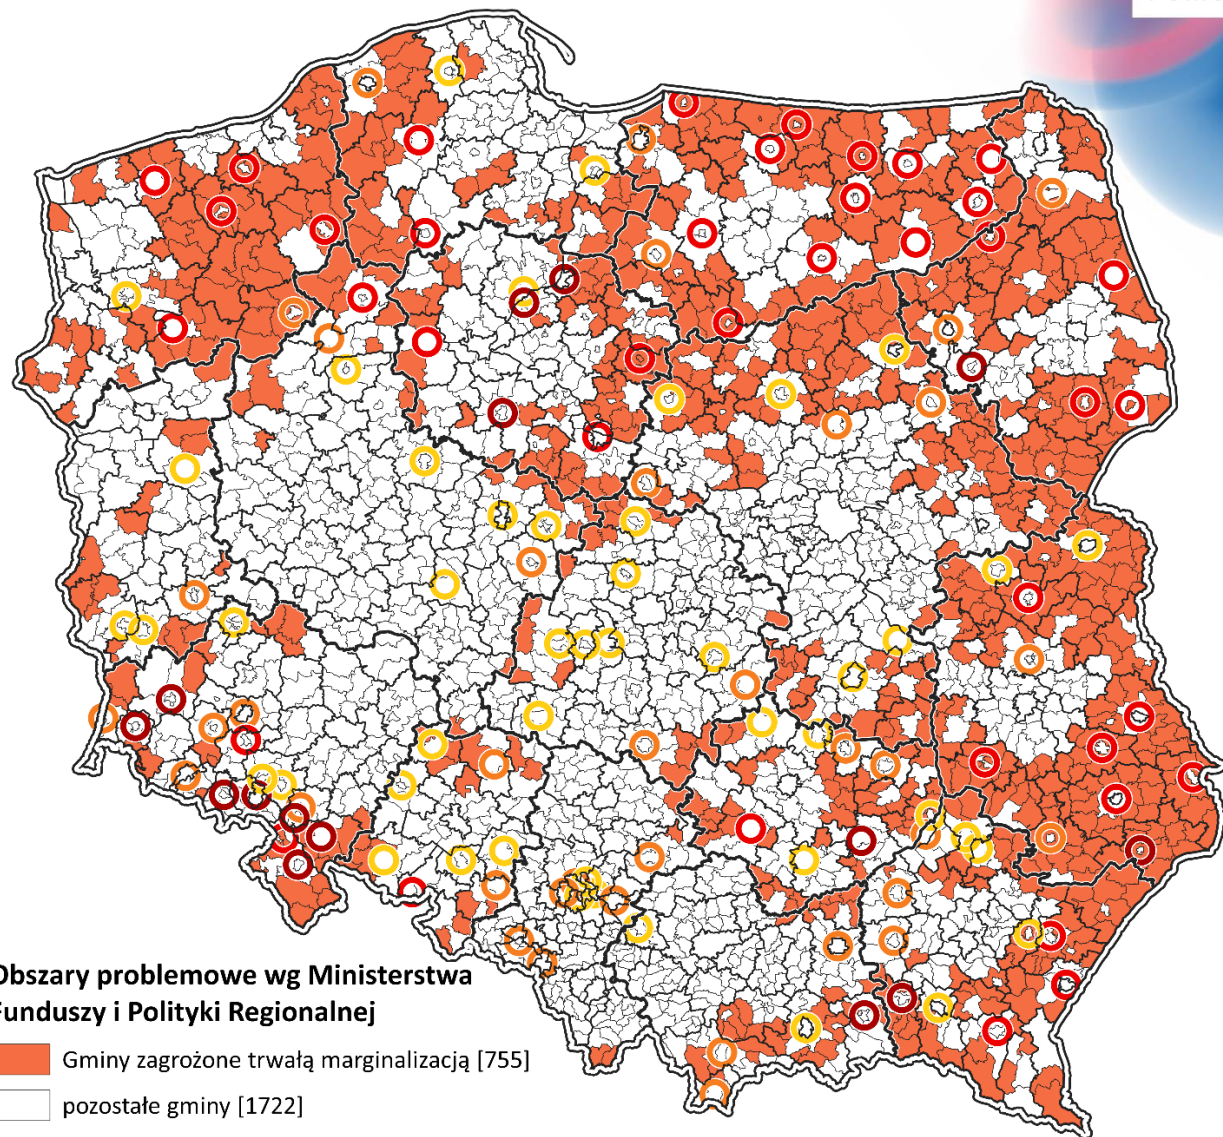 Obszary problemowe wg Ministerstwa
Funduszy i Polityki Regionalnej
Gminy zagrożone trwałą marginalizacją [755]
pozostałe gminy [1722]